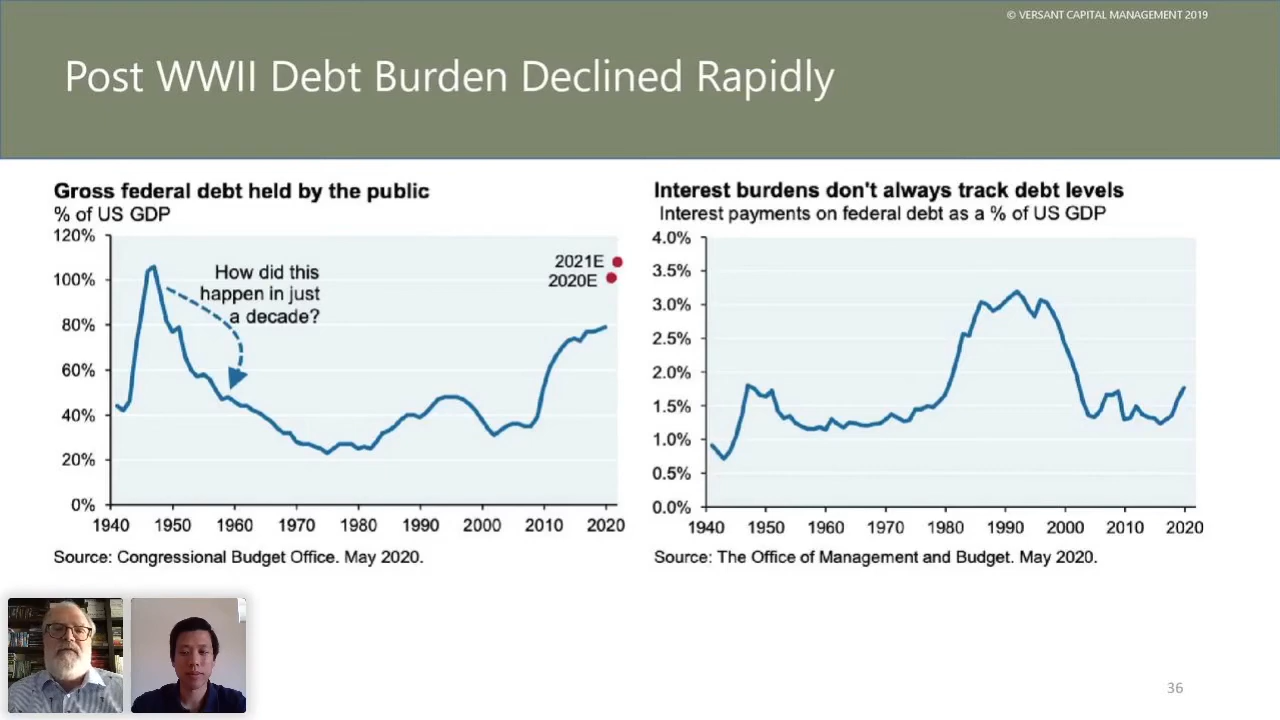 © VERSANT CAPITAL MANAGEMENT 2019
Post WWII Debt Burden Declined Rapidly
Gross federal debt held by the public
% of US GDP
120%
100%
80%
60%
40%
20%
0%
How did this
happen in just
a decade?
2021E
2020E
1940 1950 1960 1970 1980 1990 2000 2010 2020
Source: Congressional Budget Office. May 2020.
Interest burdens don't always track debt levels
Interest payments on federal debt as a % of US GDP
4.0%
3.5%
3.0%
2.5%
2.0%
1.5%
1.0%
0.5%
0.0%
1940 1950 1960 1970 1980 1990 2000 2010 2020
Source: The Office of Management and Budget. May 2020.
36